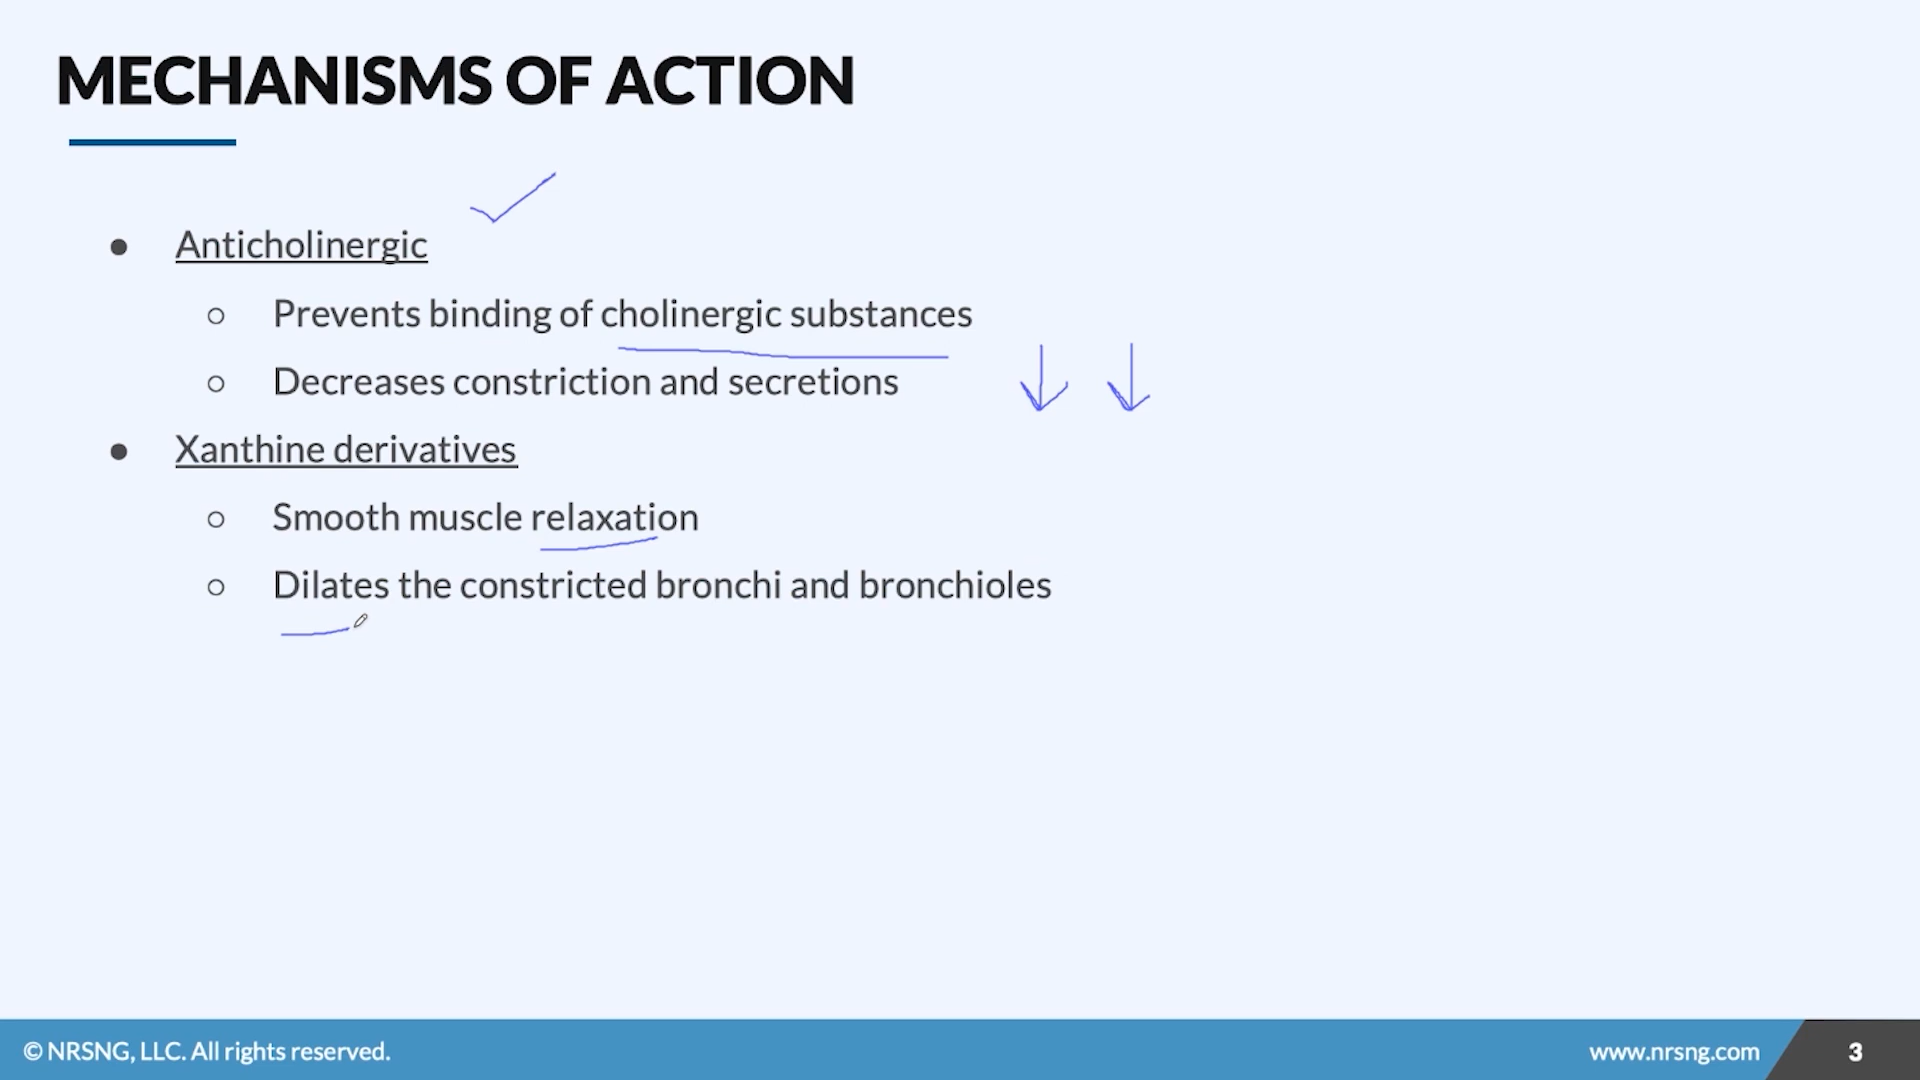 MECHANISMS OF ACTION
● Anticholinergic
○ Prevents binding of cholinergic substances
○ Decreases constriction and secretions
● Xanthine derivatives
○ Smooth muscle relaxation
○ Dilates the constricted bronchi and bronchioles
© NRSNG, LLC. All rights reserved.
www.nrsng.com
3